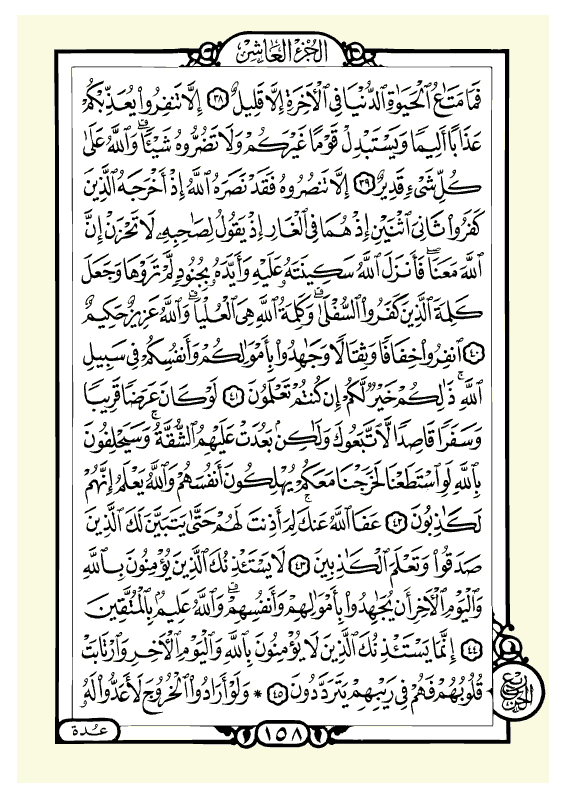 الجُزْءُ العَاشِرُ
فَمَا مَتَاعُ ٱلۡحَيَوٰةِ ٱلدُّنۡيَا فِي ٱلۡأٓخِرَةِ إِلَّا قَلِيلٌ ٣٨ إِلَّا تَنفِرُواْ يُعَذِّبۡكُمۡ
عَذَابًا أَلِيمٗا وَيَسۡتَبۡدِلۡ قَوۡمًا غَيۡرَكُمۡ وَلَا تَضُرُّوهُ شَيۡـٔٗاۗ وَٱللَّهُ عَلَىٰ
كُلِّ شَيۡءٖ قَدِيرٌ ٣٩ إِلَّا تَنصُرُوهُ فَقَدۡ نَصَرَهُ ٱللَّهُ إِذۡ أَخۡرَجَهُ ٱلَّذِينَ
كَفَرُواْ ثَانِيَ ٱثۡنَيۡنِ إِذۡ هُمَا فِي ٱلۡغَارِ إِذۡ يَقُولُ لِصَٰحِبِهِۦ لَا تَحۡزَنۡ إِنَّ
ٱللَّهَ مَعَنَاۖ فَأَنزَلَ ٱللَّهُ سَكِينَتَهُۥ عَلَيۡهِ وَأَيَّدَهُۥ بِجُنُودٖ لَّمۡ تَرَوۡهَا وَجَعَلَ
كَلِمَةَ ٱلَّذِينَ كَفَرُواْ ٱلسُّفۡلَىٰۗ وَكَلِمَةُ ٱللَّهِ هِيَ ٱلۡعُلۡيَاۗ وَٱللَّهُ عَزِيزٌ حَكِيمٌ
٤٠ ٱنفِرُواْ خِفَافٗا وَثِقَالٗا وَجَٰهِدُواْ بِأَمۡوَٰلِكُمۡ وَأَنفُسِكُمۡ فِي سَبِيلِ
ٱللَّهِۚ ذَٰلِكُمۡ خَيۡرٞ لَّكُمۡ إِن كُنتُمۡ تَعۡلَمُونَ ٤١ لَوۡ كَانَ عَرَضٗا قَرِيبٗا
وَسَفَرٗا قَاصِدٗا لَّٱتَّبَعُوكَ وَلَٰكِنۢ بَعُدَتۡ عَلَيۡهِمُ ٱلشُّقَّةُۚ وَسَيَحۡلِفُونَ
بِٱللَّهِ لَوِ ٱسۡتَطَعۡنَا لَخَرَجۡنَا مَعَكُمۡ يُهۡلِكُونَ أَنفُسَهُمۡ وَٱللَّهُ يَعۡلَمُ إِنَّهُمۡ
لَكَٰذِبُونَ ٤٢ عَفَا ٱللَّهُ عَنكَ لِمَ أَذِنتَ لَهُمۡ حَتَّىٰ يَتَبَيَّنَ لَكَ ٱلَّذِينَ
صَدَقُواْ وَتَعۡلَمَ ٱلۡكَٰذِبِينَ ٤٣ لَا يَسۡتَـٔۡذِنُكَ ٱلَّذِينَ يُؤۡمِنُونَ بِٱللَّهِ
وَٱلۡيَوۡمِ ٱلۡأٓخِرِ أَن يُجَٰهِدُواْ بِأَمۡوَٰلِهِمۡ وَأَنفُسِهِمۡۗ وَٱللَّهُ عَلِيمُۢ بِٱلۡمُتَّقِينَ
٤٤ إِنَّمَا يَسۡتَـٔۡذِنُكَ ٱلَّذِينَ لَا يُؤۡمِنُونَ بِٱللَّهِ وَٱلۡيَوۡمِ ٱلۡأٓخِرِ وَٱرۡتَابَتۡ
قُلُوبُهُمۡ فَهُمۡ فِي رَيۡبِهِمۡ يَتَرَدَّدُونَ ٤٥ * وَلَوۡ أَرَادُواْ ٱلۡخُرُوجَ لَأَعَدُّواْ لَهُۥ
ربع الحزب
عُدَّة
١٥٨